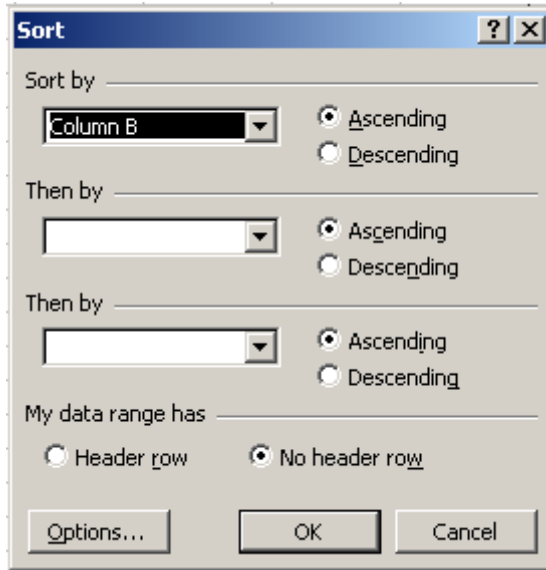 Sort
Sort by
Column B
Ascending
Descending
Then by
Ascending
Descending
Then by
Ascending
Descending
My data range has
Header row
No header row
Options...
OK
Cancel